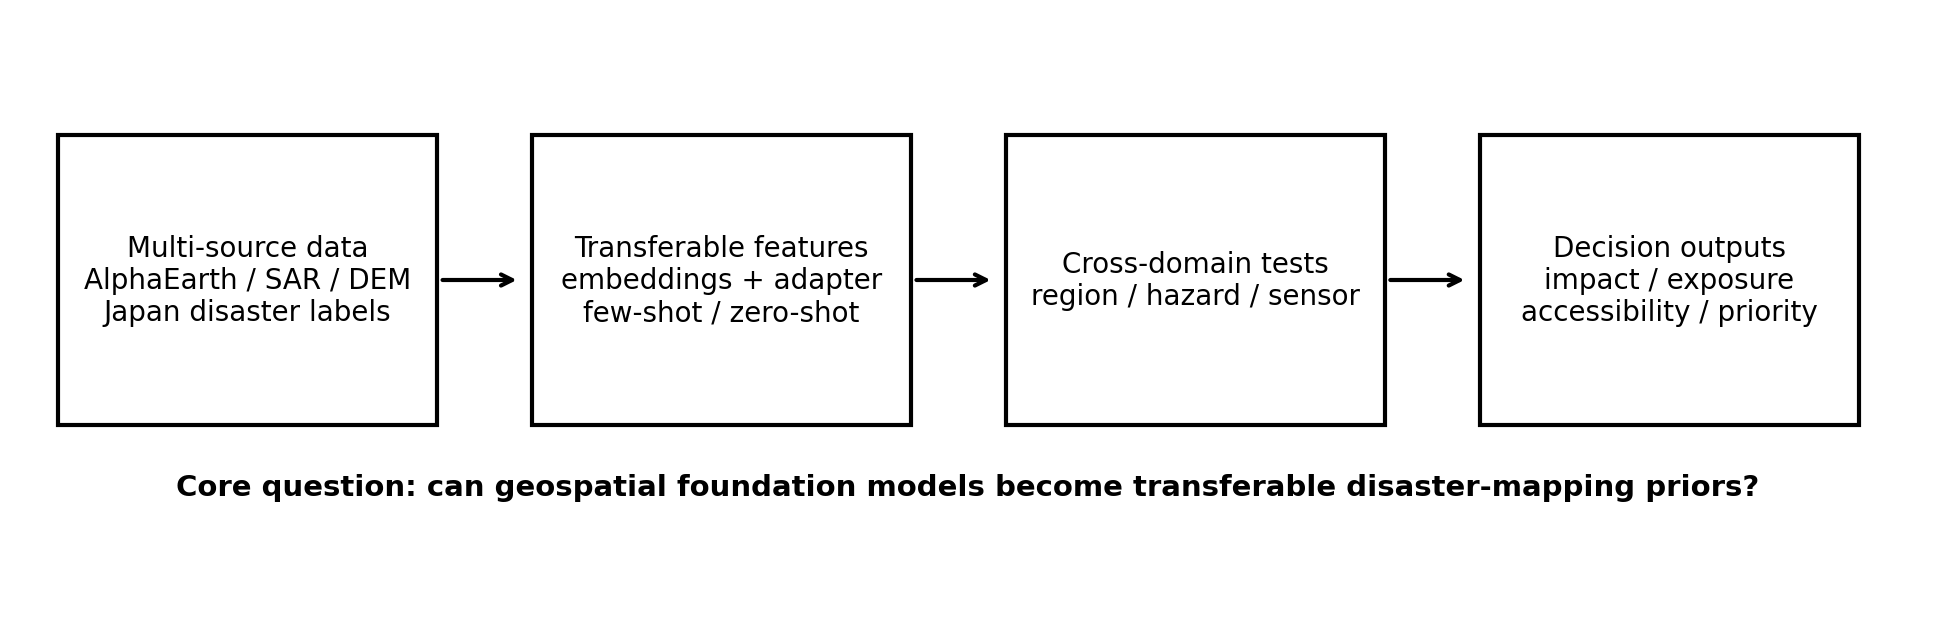 Multi-source data
AlphaEarth / SAR / DEM
Japan disaster labels
Transferable features
embeddings + adapter
few-shot / zero-shot
Cross-domain tests
region / hazard / sensor
Decision outputs
impact / exposure
accessibility / priority
Core question: can geospatial foundation models become transferable disaster-mapping priors?